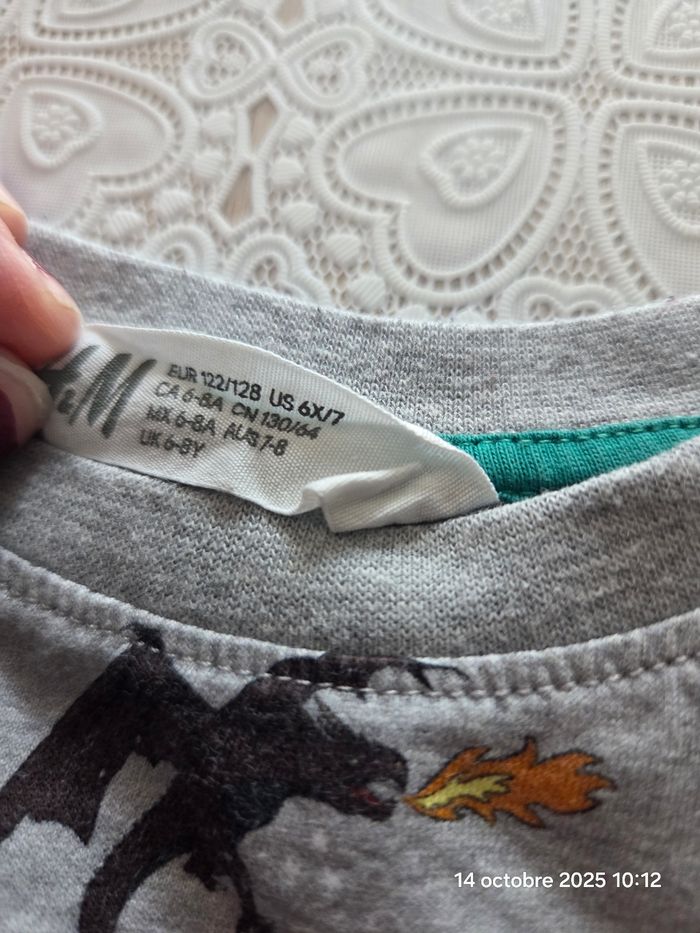 H&M
EUR 122/128 US 6X/7
CA 6-8A CN 130/64
MX 6-8A AUS 7-8
UK 6-8Y
14 octobre 2025 10:12